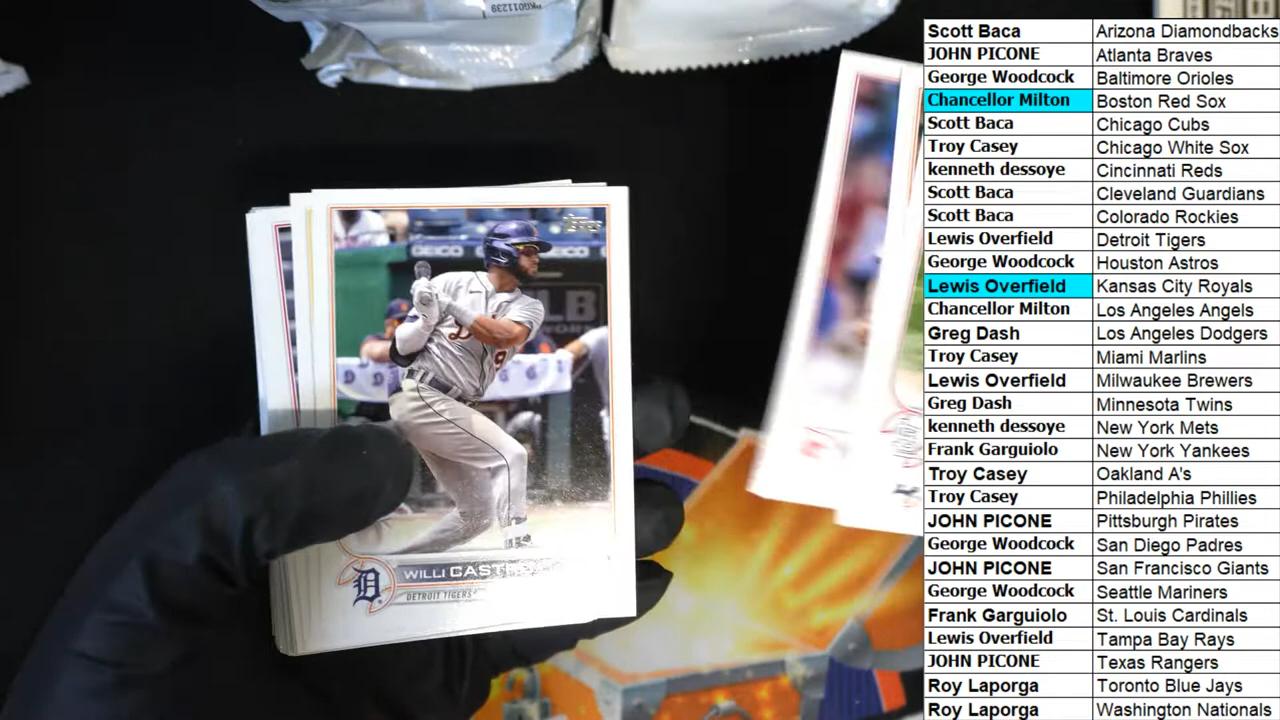 PKG011239
Topps
GEICO
GEICO
MLB
D
WILLI CASTRO
DETROIT TIGERS
Scott Baca Arizona Diamondbacks
JOHN PICONE Atlanta Braves
George Woodcock Baltimore Orioles
Chancellor Milton Boston Red Sox
Scott Baca Chicago Cubs
Troy Casey Chicago White Sox
kenneth dessoye Cincinnati Reds
Scott Baca Cleveland Guardians
Scott Baca Colorado Rockies
Lewis Overfield Detroit Tigers
George Woodcock Houston Astros
Lewis Overfield Kansas City Royals
Chancellor Milton Los Angeles Angels
Greg Dash Los Angeles Dodgers
Troy Casey Miami Marlins
Lewis Overfield Milwaukee Brewers
Greg Dash Minnesota Twins
kenneth dessoye New York Mets
Frank Garguiolo New York Yankees
Troy Casey Oakland A's
Troy Casey Philadelphia Phillies
JOHN PICONE Pittsburgh Pirates
George Woodcock San Diego Padres
JOHN PICONE San Francisco Giants
George Woodcock Seattle Mariners
Frank Garguiolo St. Louis Cardinals
Lewis Overfield Tampa Bay Rays
JOHN PICONE Texas Rangers
Roy Laporga Toronto Blue Jays
Roy Laporga Washington Nationals